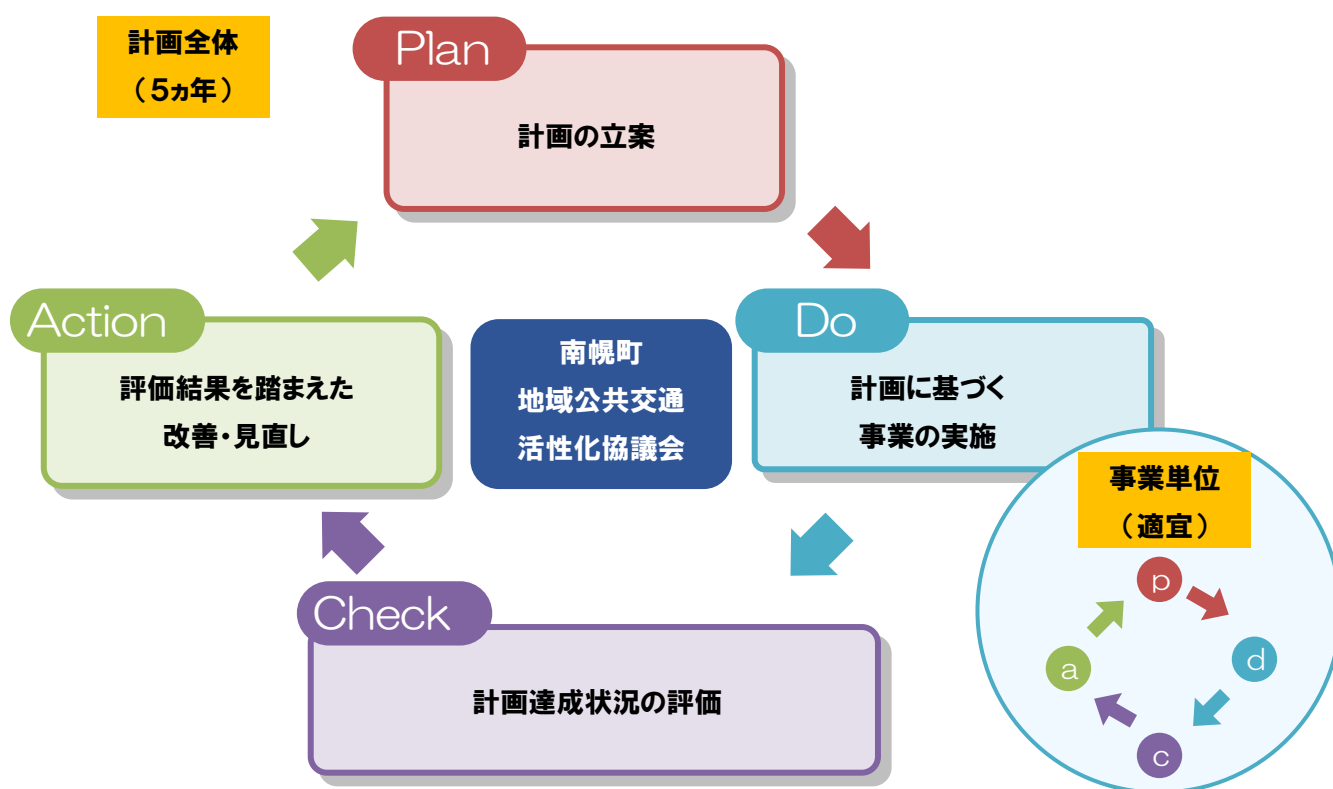 計画全体
（5ヵ年）
Plan
計画の立案
Action
評価結果を踏まえた
改善・見直し
南幌町
地域公共交通
活性化協議会
Do
計画に基づく
事業の実施
事業単位
（適宜）
p
d
a
c
Check
計画達成状況の評価